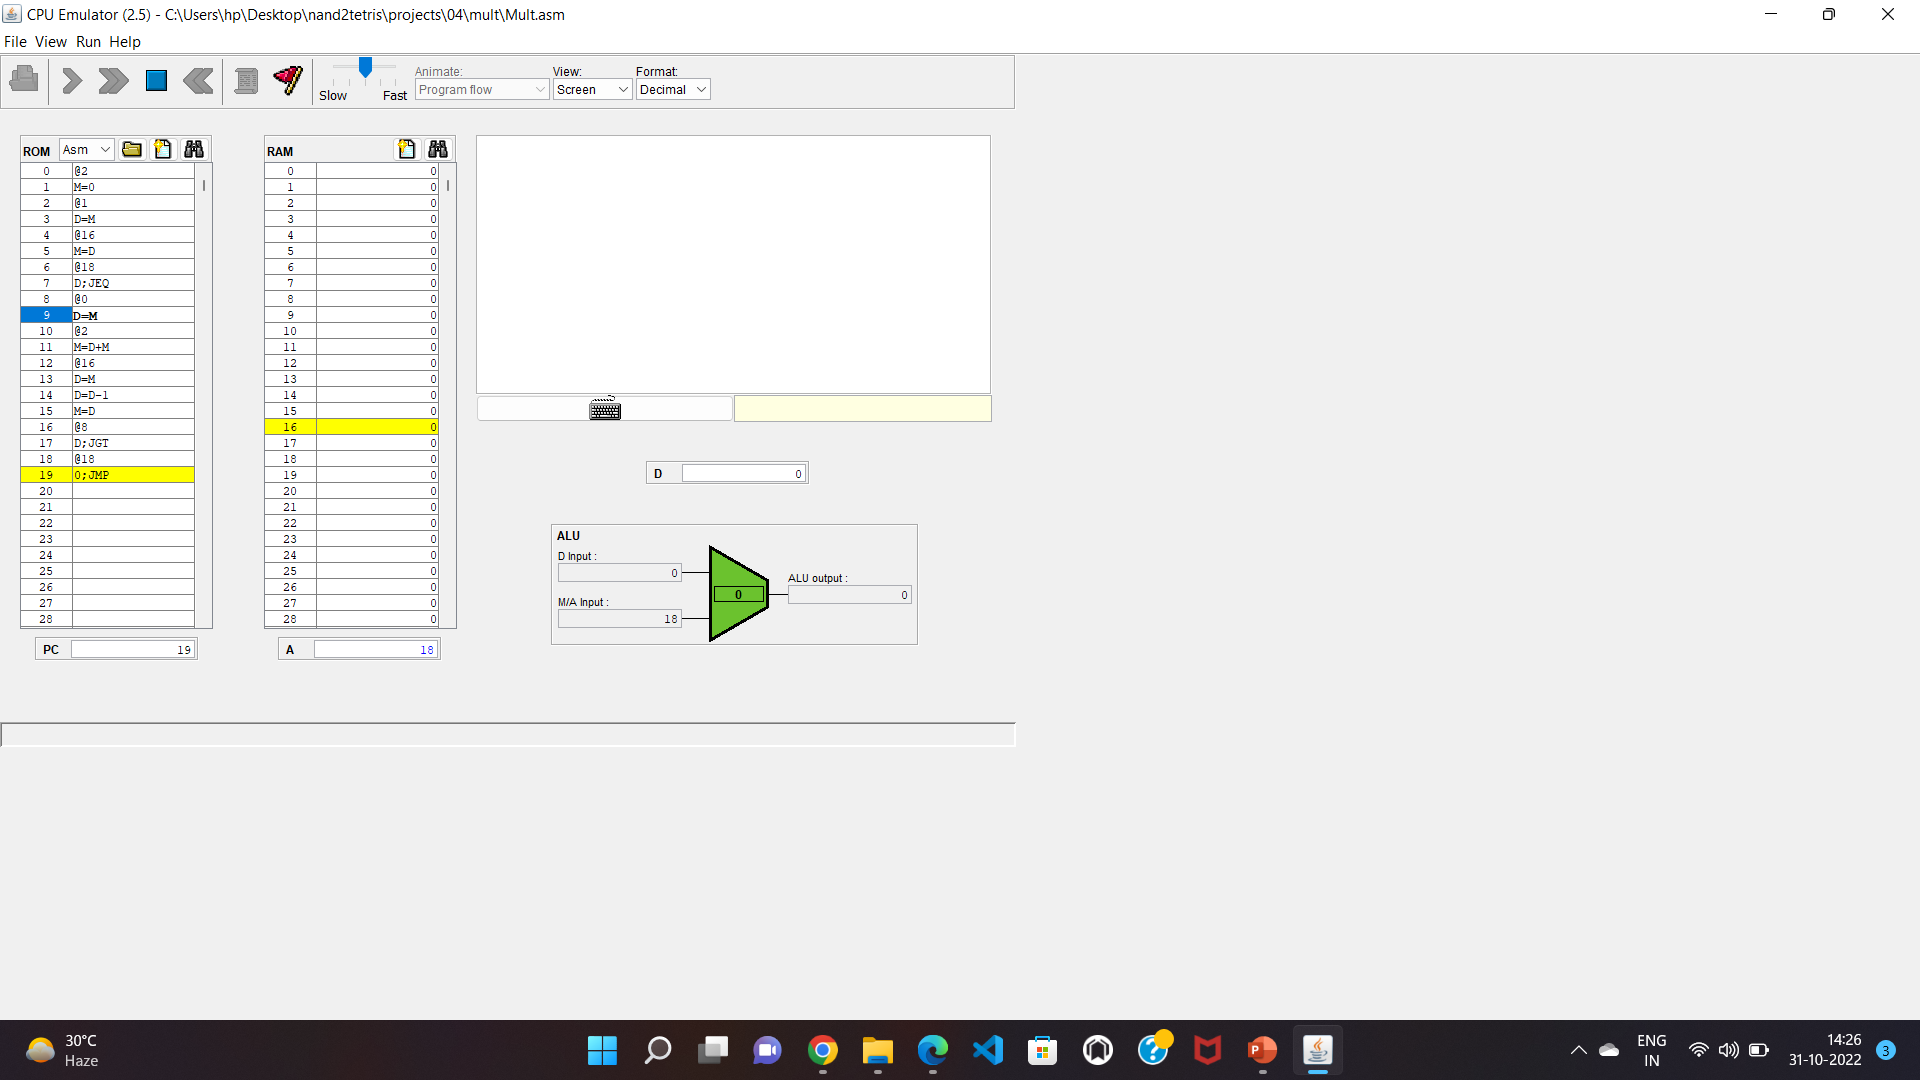 CPU Emulator (2.5) - C:\Users\hp\Desktop\nand2tetris\projects\04\mult\Mult.asm
File View Run Help
Slow Fast
Animate:
Program flow
View:
Screen
Format:
Decimal
ROM Asm
0 @2
1 M=0
2 @1
3 D=M
4 @16
5 M=D
6 @18
7 D;JEQ
8 @0
9 D=M
10 @2
11 M=D+M
12 @16
13 D=M
14 D=D-1
15 M=D
16 @8
17 D;JGT
18 @18
19 0;JMP
20
21
22
23
24
25
26
27
28
PC 19
RAM
0 0
1 0
2 0
3 0
4 0
5 0
6 0
7 0
8 0
9 0
10 0
11 0
12 0
13 0
14 0
15 0
16 0
17 0
18 0
19 0
20 0
21 0
22 0
23 0
24 0
25 0
26 0
27 0
28 0
A 18
D 0
ALU
D Input :
0
M/A Input :
18
0
ALU output :
0
30°C
Haze
P
ENG
IN
14:26
31-10-2022
3